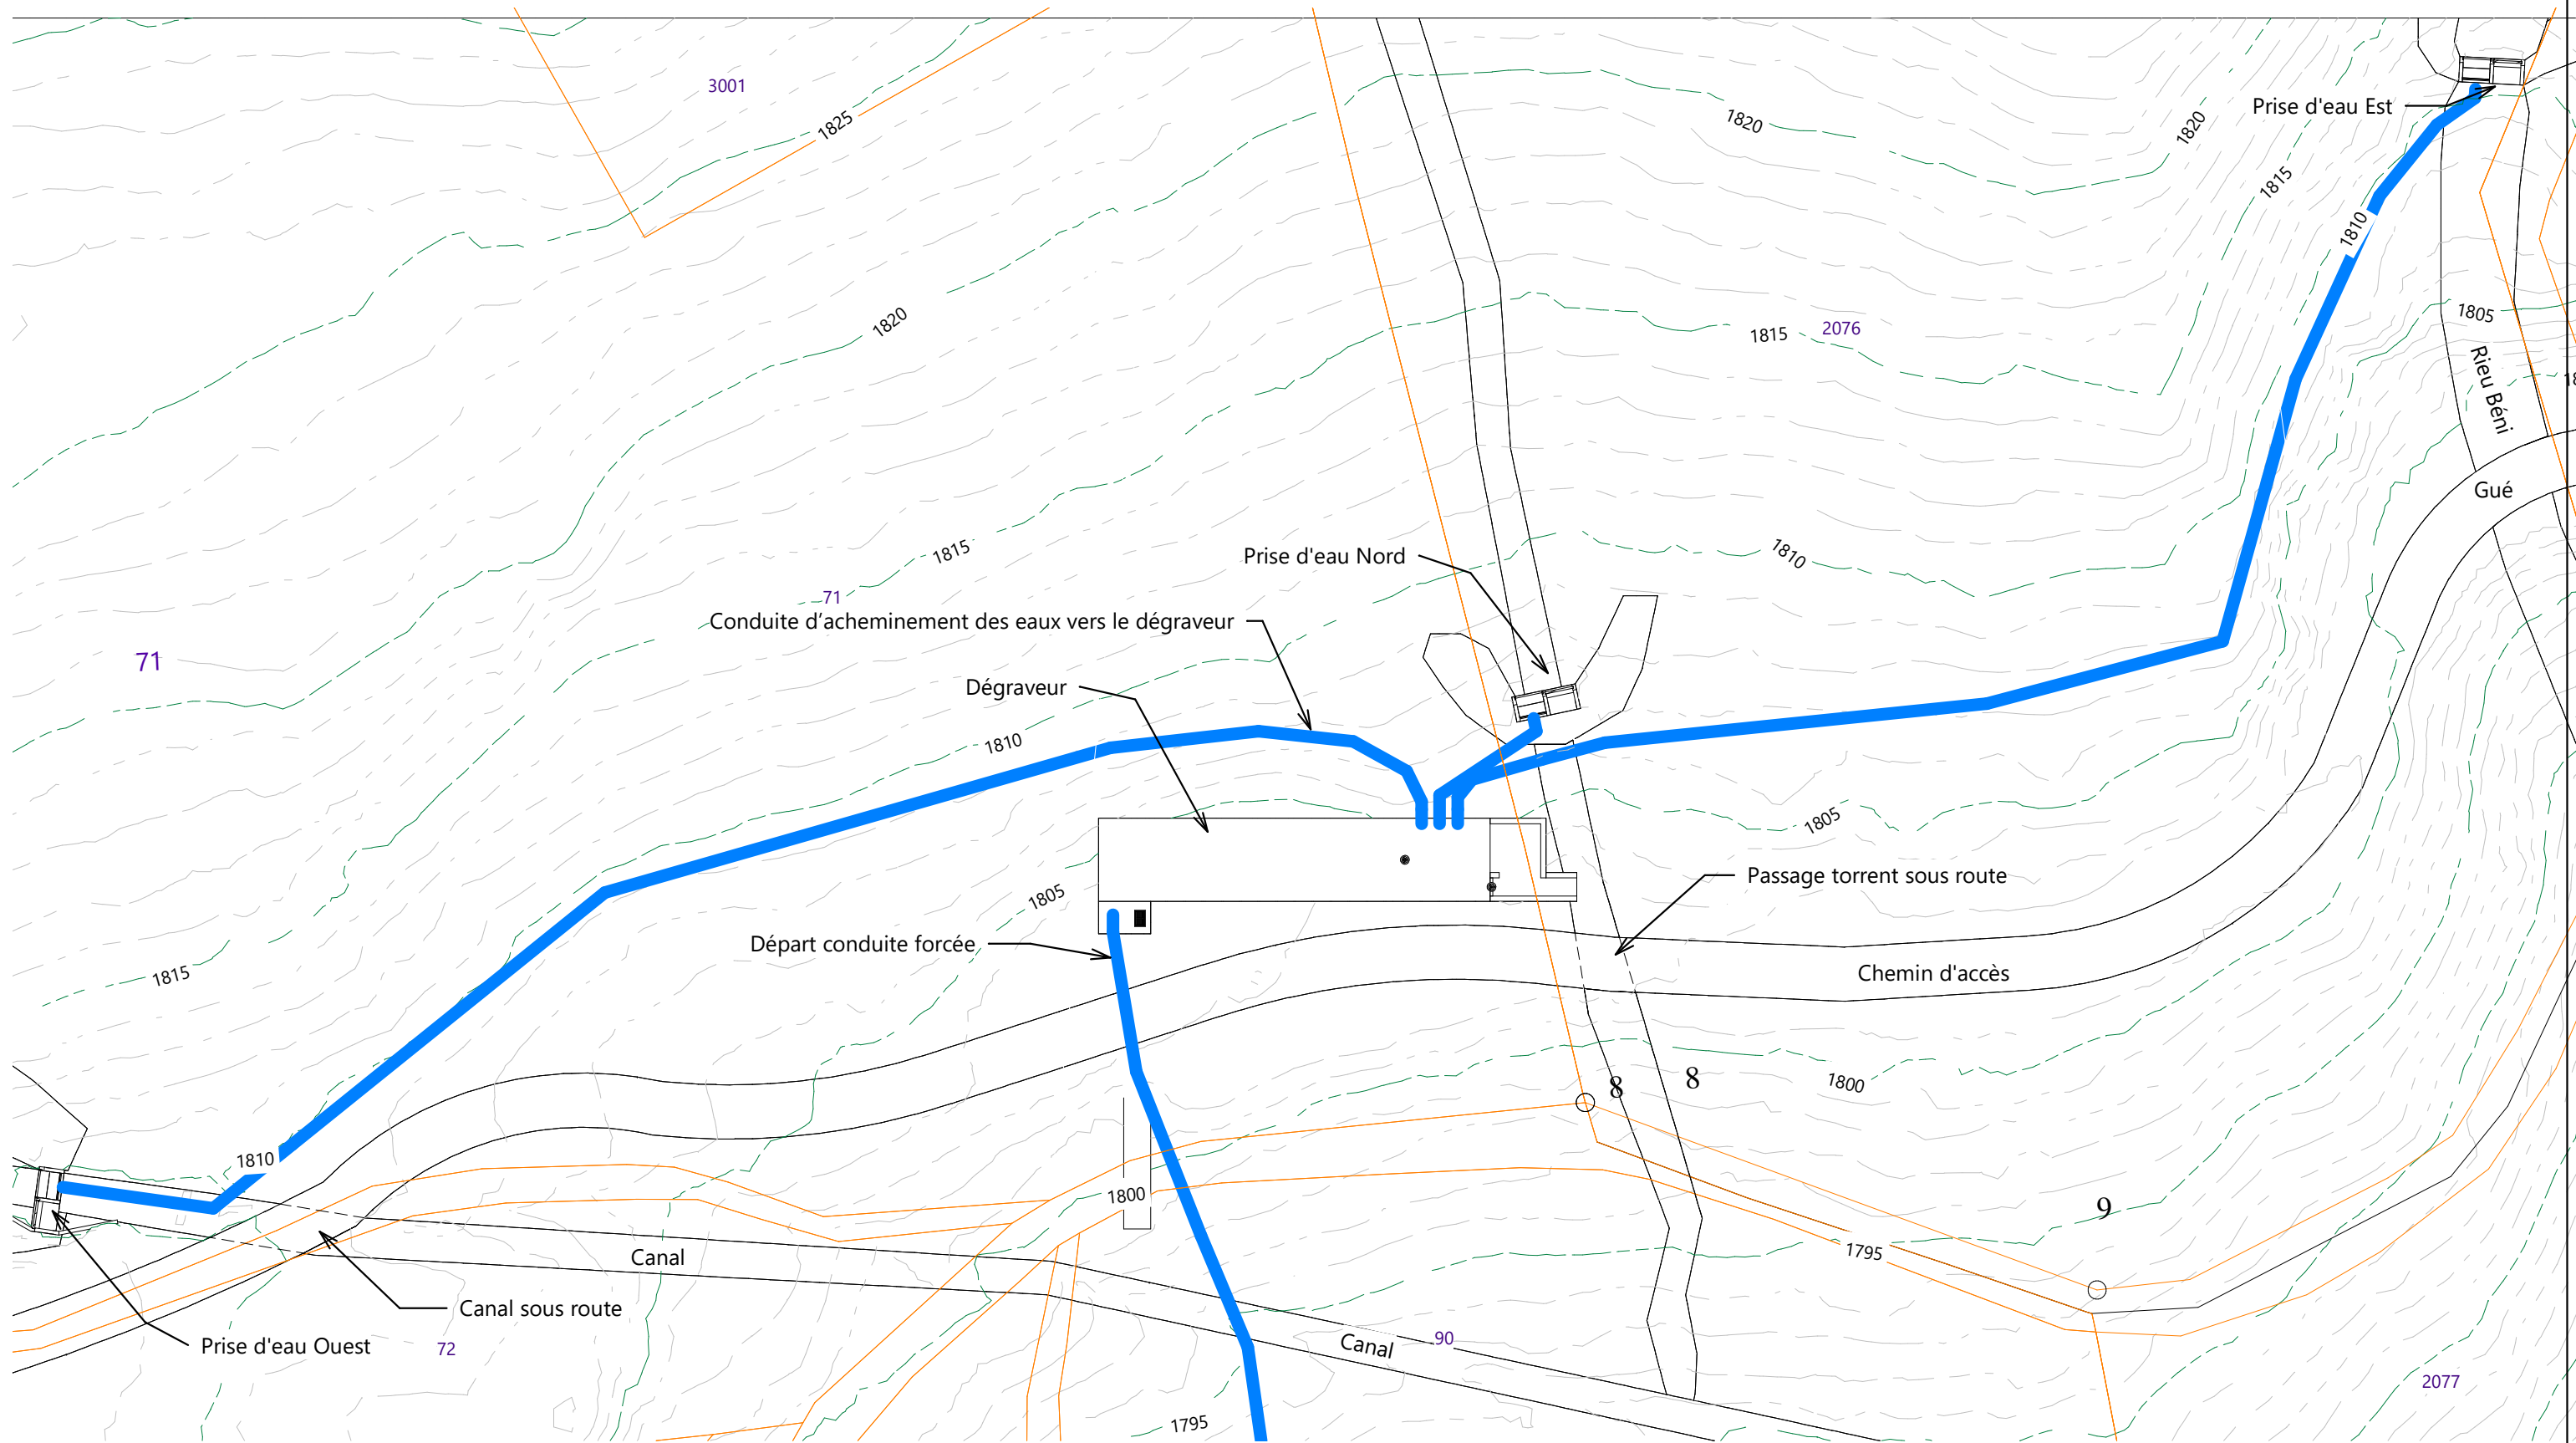 3001
1825
1820
1820
Prise d'eau Est
1815
1810
1820
1815
2076
1805
Rieu Béni
Gué
1815
Prise d'eau Nord
1810
71
Conduite d’acheminement des eaux vers le dégraveur
71
Dégraveur
1810
1805
Passage torrent sous route
1805
Départ conduite forcée
1815
Chemin d'accès
8
8
1800
1810
1800
9
1795
Canal
Canal sous route
Prise d'eau Ouest
72
Canal
90
2077
1795